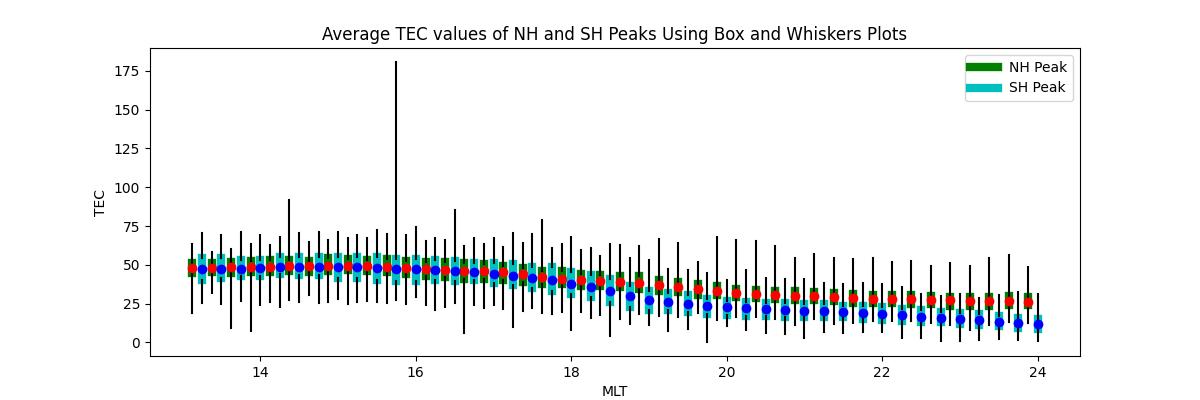 Average TEC values of NH and SH Peaks Using Box and Whiskers Plots
NH Peak
SH Peak
175
150
125
100
75
50
25
0
TEC
14
16
18
20
22
24
MLT